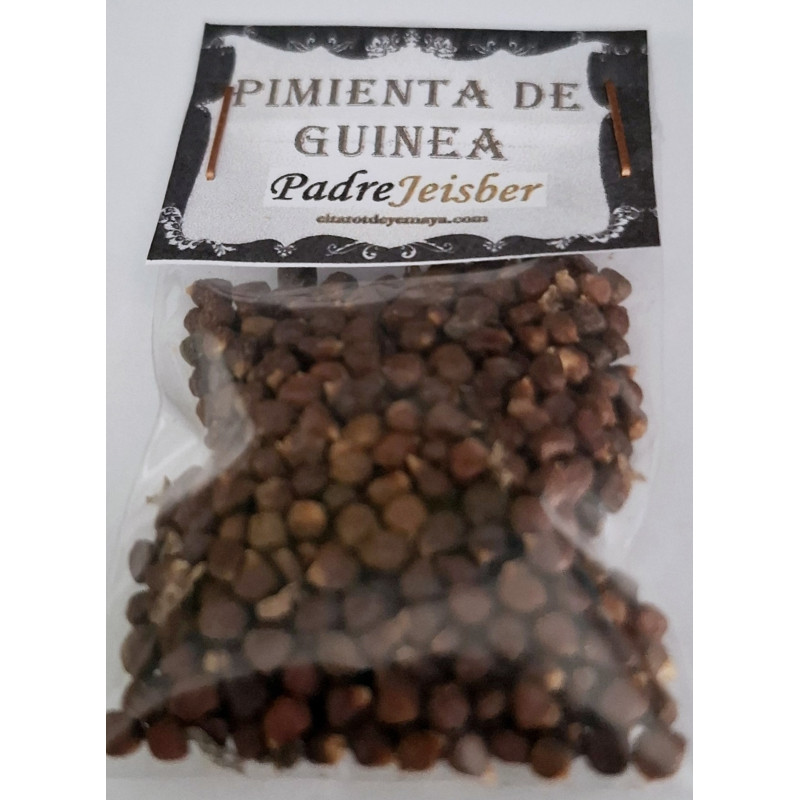 PIMIENTA DE
GUINEA
PadreJeisber
eltarotdeyemaya.com